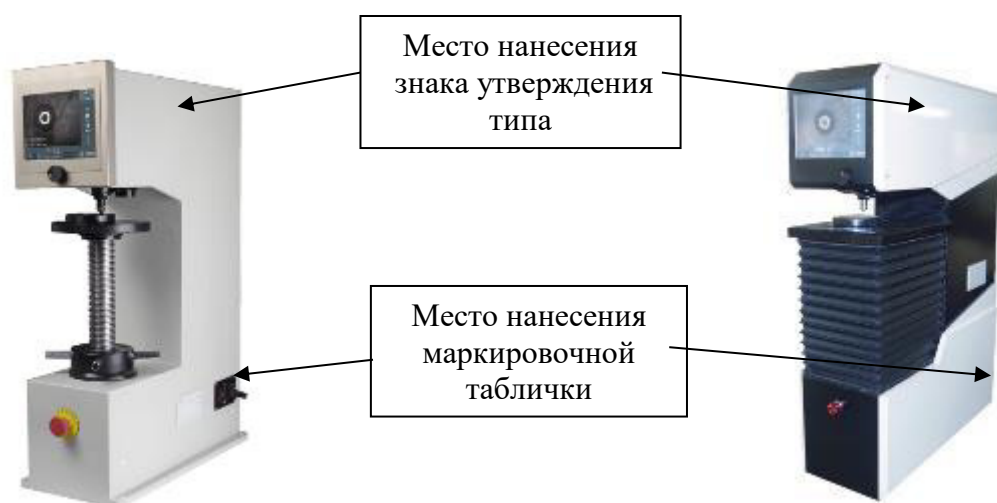 Место нанесения
знака утверждения
типа
Место нанесения
маркировочной
таблички